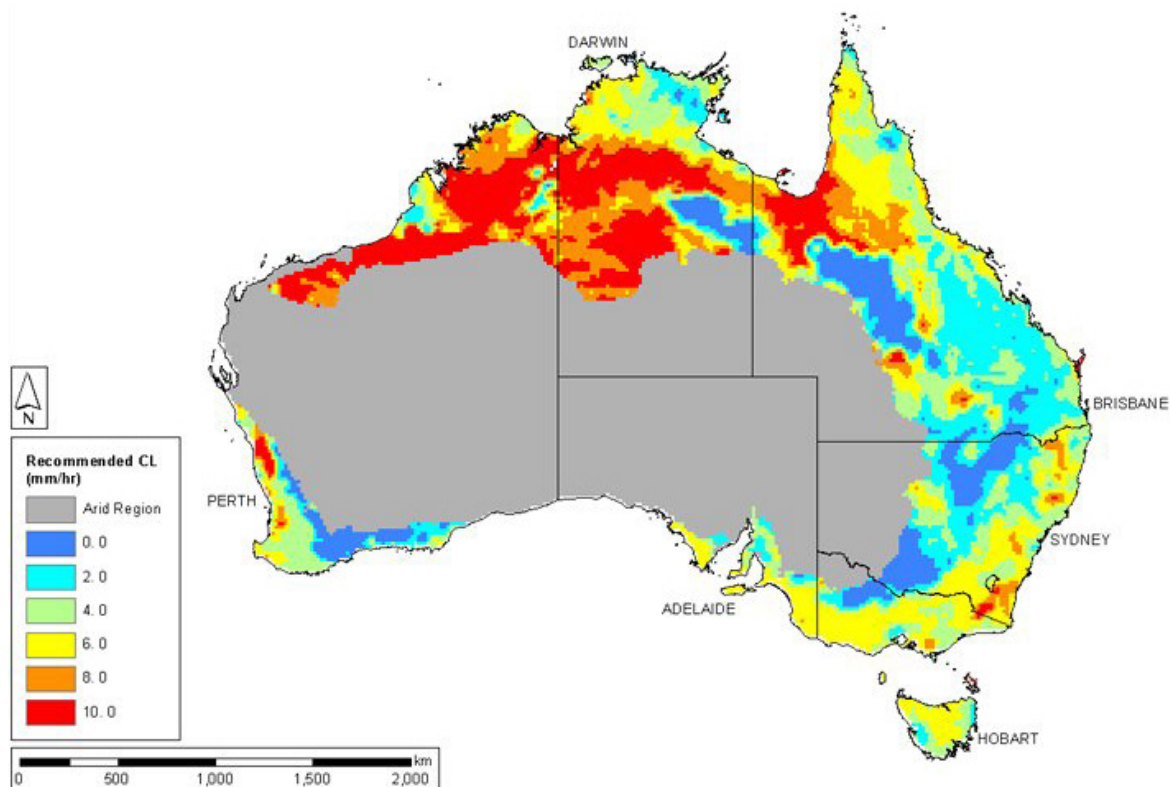 DARWIN
BRISBANE
N
PERTH
SYDNEY
ADELAIDE
HOBART
Recommended CL
(mm/hr)
Arid Region
0. 0
2. 0
4. 0
6. 0
8. 0
10. 0
km
0 500 1,000 1,500 2,000